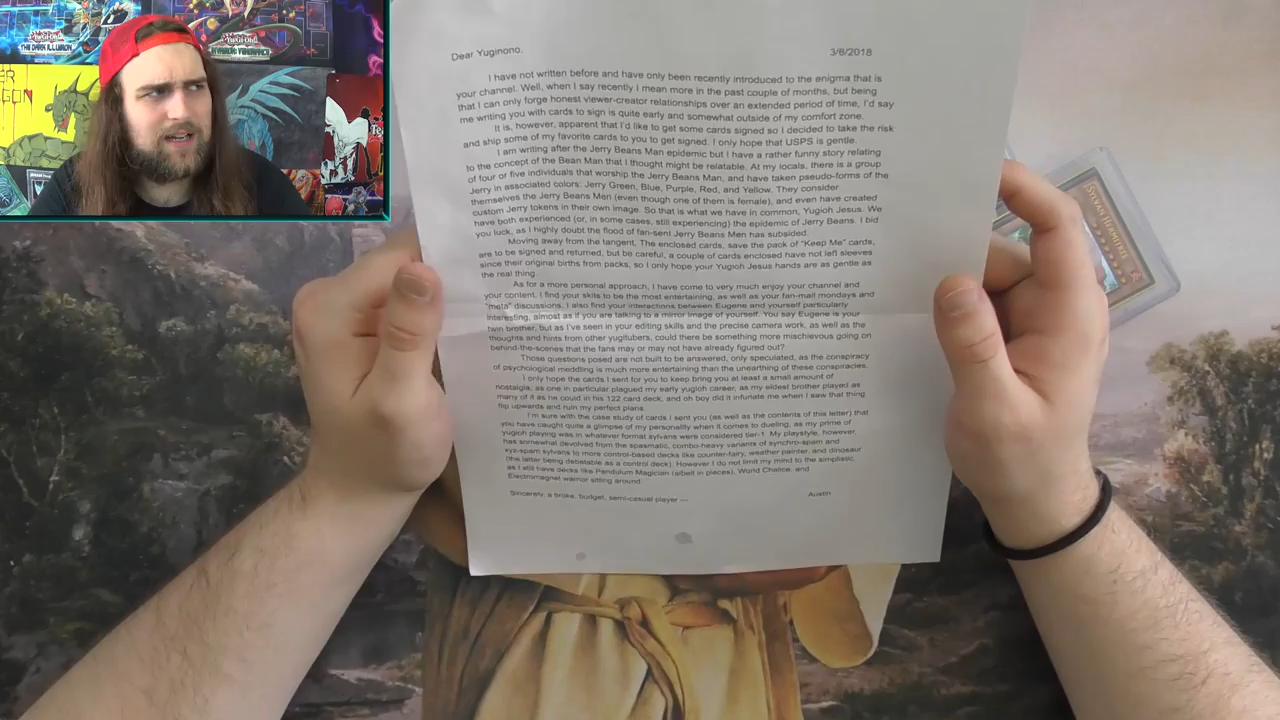 Yu-Gi-Oh!
THE DARK ILLUSION
Yu-Gi-Oh!
INVASION: VENGEANCE
Dear Yuginono,
3/8/2018
I have not written before and have only been recently introduced to the enigma that is
your channel. Well, when I say recently I mean more in the past couple of months, but being
that I can only forge honest viewer-creator relationships over an extended period of time, I'd say
me writing you with cards to sign is quite early and somewhat outside of my comfort zone.
It is, however, apparent that I'd like to get some cards signed so I decided to take the risk
and ship some of my favorite cards to you to get signed. I only hope that USPS is gentle.
I am writing after the Jerry Beans Man epidemic but I have a rather funny story relating
to the concept of the Bean Man that I thought might be relatable. At my locals, there is a group
of four or five individuals that worship the Jerry Beans Man, and have taken pseudo-forms of the
Jerry in associated colors: Jerry Green, Blue, Purple, Red, and Yellow. They consider
themselves the Jerry Beans Men (even though one of them is female), and even have created
custom Jerry tokens in their own image. So that is what we have in common, Yugioh Jesus. We
have both experienced (or, in some cases, still experiencing) the epidemic of Jerry Beans. I bid
you luck, as I highly doubt the flood of fan-sent Jerry Beans Men has subsided.
Moving away from the tangent, The enclosed cards, save the pack of "Keep Me" cards,
are to be signed and returned, but be careful, a couple of cards enclosed have not left sleeves
since their original births from packs, so I only hope your Yugioh Jesus hands are as gentle as
the real thing.
As for a more personal approach, I have come to very much enjoy your channel and
your content. I find your skits to be the most entertaining, as well as your fan-mail mondays and
"meta" discussions. I also find your interactions between Eugene and yourself particularly
interesting, almost as if you are talking to a mirror image of yourself. You say Eugene is your
twin brother, but as I've seen in your editing skills and the precise camera work, as well as the
thoughts and hints from other yugitubers, could there be something more mischievous going on
behind-the-scenes that the fans may or may not have already figured out?
Those questions posed are not built to be answered, only speculated, as the conspiracy
of psychological meddling is much more entertaining than the unearthing of these conspiracies.
I only hope the cards I sent for you to keep bring you at least a small amount of
nostalgia, as one in particular plagued my early yugioh career, as my eldest brother played as
many of it as he could in his 122 card deck, and oh boy did it infuriate me when I saw that thing
flip upwards and ruin my perfect plans.
I'm sure with the case study of cards I sent you (as well as the contents of this letter) that
you have caught quite a glimpse of my personality when it comes to dueling, as my prime of
yugioh playing was in whatever format sylvans were considered tier-1. My playstyle, however,
has somewhat devolved from the spasmatic, combo-heavy variants of synchro-spam and
xyz-spam sylvans to more control-based decks like counter-fairy, weather painter, and dinosaur
(the latter being debatable as a control deck). However I do not limit my mind to the simplistic,
as I still have decks like Pendulum Magician (albeit in pieces), World Chalice, and
Electromagnet warrior sitting around.
Sincerely, a broke, budget, semi-casual player —
Austin
SYLVAN HERMITREE